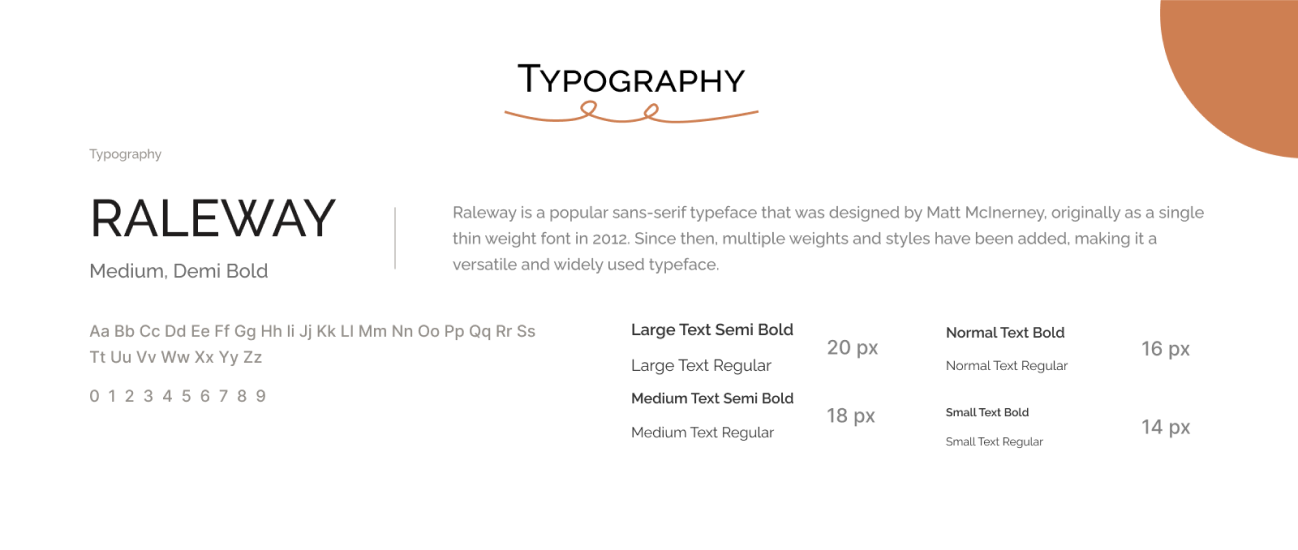 Typography
Typography
RALEWAY
Medium, Demi Bold
Raleway is a popular sans-serif typeface that was designed by Matt McInerney, originally as a single
thin weight font in 2012. Since then, multiple weights and styles have been added, making it a
versatile and widely used typeface.
Aa Bb Cc Dd Ee Ff Gg Hh Ii Jj Kk Ll Mm Nn Oo Pp Qq Rr Ss
Tt Uu Vv Ww Xx Yy Zz
0 1 2 3 4 5 6 7 8 9
Large Text Semi Bold
Large Text Regular
20 px
Medium Text Semi Bold
Medium Text Regular
18 px
Normal Text Bold
Normal Text Regular
16 px
Small Text Bold
Small Text Regular
14 px